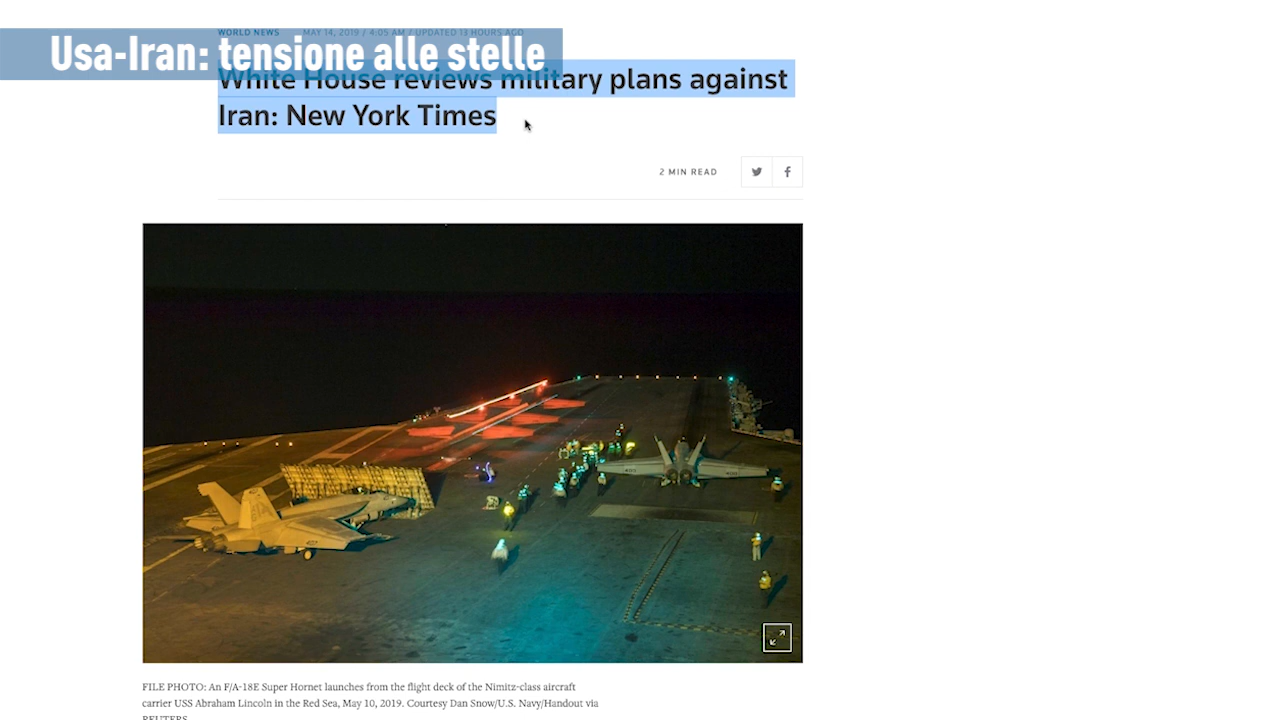 WORLD NEWS MAY 14, 2019 / 4:05 AM / UPDATED 13 HOURS AGO
Usa-Iran: tensione alle stelle
White House reviews military plans against
Iran: New York Times
2 MIN READ
FILE PHOTO: An F/A-18E Super Hornet launches from the flight deck of the Nimitz-class aircraft
carrier USS Abraham Lincoln in the Red Sea, May 10, 2019. Courtesy Dan Snow/U.S. Navy/Handout via
REUTERS